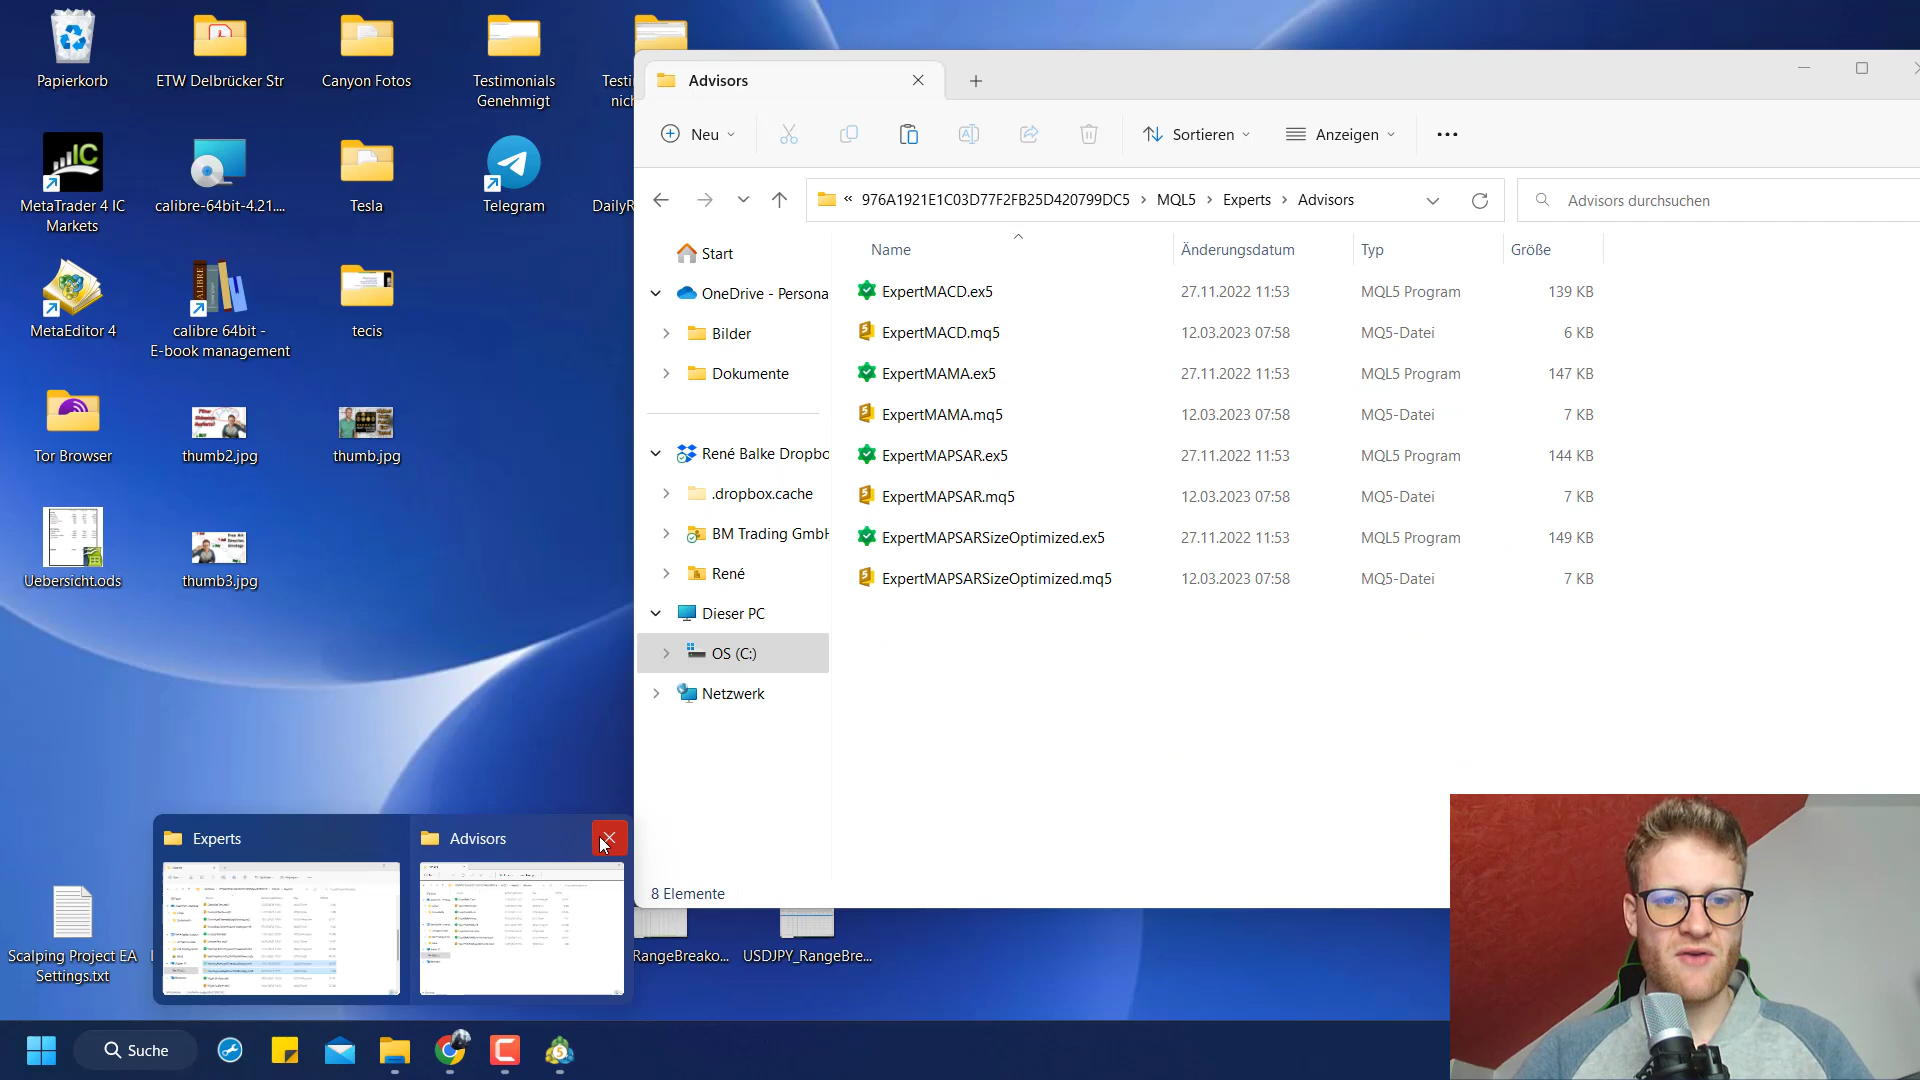 Papierkorb
ETW Delbrücker Str
Canyon Fotos
Testimonials
Genehmigt
MetaTrader 4 IC
Markets
calibre-64bit-4.21....
Tesla
Telegram
MetaEditor 4
calibre 64bit -
E-book management
tecis
Tor Browser
thumb2.jpg
thumb.jpg
Uebersicht.ods
thumb3.jpg
Advisors
Neu
Sortieren
Anzeigen
« 976A1921E1C03D77F2FB25D420799DC5 > MQL5 > Experts > Advisors
Advisors durchsuchen
Start
OneDrive - Persona
Bilder
Dokumente
René Balke Dropbo
.dropbox.cache
BM Trading GmbH
René
Dieser PC
OS (C:)
Netzwerk
Name Änderungsdatum Typ Größe
ExpertMACD.ex5 27.11.2022 11:53 MQL5 Program 139 KB
ExpertMACD.mq5 12.03.2023 07:58 MQ5-Datei 6 KB
ExpertMAMA.ex5 27.11.2022 11:53 MQL5 Program 147 KB
ExpertMAMA.mq5 12.03.2023 07:58 MQ5-Datei 7 KB
ExpertMAPSAR.ex5 27.11.2022 11:53 MQL5 Program 144 KB
ExpertMAPSAR.mq5 12.03.2023 07:58 MQ5-Datei 7 KB
ExpertMAPSARSizeOptimized.ex5 27.11.2022 11:53 MQL5 Program 149 KB
ExpertMAPSARSizeOptimized.mq5 12.03.2023 07:58 MQ5-Datei 7 KB
8 Elemente
Experts
Advisors
Scalping Project EA
Settings.txt
RangeBreako...
USDJPY_RangeBre...
Suche